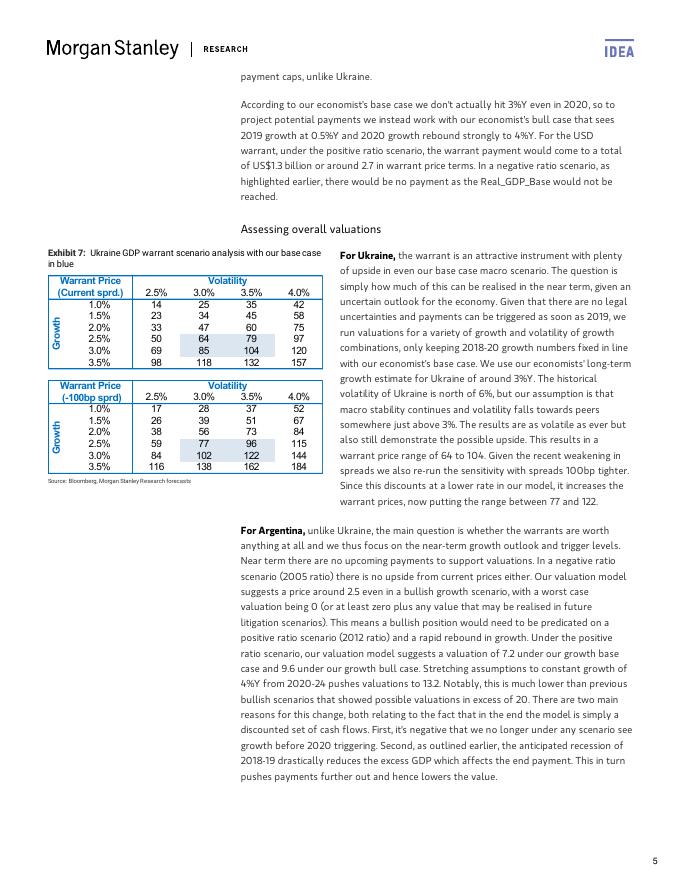 Morgan Stanley | RESEARCH
IDEA
payment caps, unlike Ukraine.
According to our economist's base case we don't actually hit 3%Y even in 2020, so to
project potential payments we instead work with our economist's bull case that sees
2019 growth at 0.5%Y and 2020 growth rebound strongly to 4%Y. For the USD
warrant, under the positive ratio scenario, the warrant payment would come to a total
of US$1.3 billion or around 2.7 in warrant price terms. In a negative ratio scenario, as
highlighted earlier, there would be no payment as the Real_GDP_Base would not be
reached.
Assessing overall valuations
Exhibit 7: Ukraine GDP warrant scenario analysis with our base case
in blue
Warrant Price Volatility
(Current sprd.) 2.5% 3.0% 3.5% 4.0%
Growth
1.0% 14 25 35 42
1.5% 23 34 45 58
2.0% 33 47 60 75
2.5% 50 64 79 97
3.0% 69 85 104 120
3.5% 98 118 132 157
Warrant Price Volatility
(-100bp sprd) 2.5% 3.0% 3.5% 4.0%
Growth
1.0% 17 28 37 52
1.5% 26 39 51 67
2.0% 38 56 73 84
2.5% 59 77 96 115
3.0% 84 102 122 144
3.5% 116 138 162 184
Source: Bloomberg, Morgan Stanley Research forecasts
For Ukraine, the warrant is an attractive instrument with plenty
of upside in even our base case macro scenario. The question is
simply how much of this can be realised in the near term, given an
uncertain outlook for the economy. Given that there are no legal
uncertainties and payments can be triggered as soon as 2019, we
run valuations for a variety of growth and volatility of growth
combinations, only keeping 2018-20 growth numbers fixed in line
with our economist's base case. We use our economists' long-term
growth estimate for Ukraine of around 3%Y. The historical
volatility of Ukraine is north of 6%, but our assumption is that
macro stability continues and volatility falls towards peers
somewhere just above 3%. The results are as volatile as ever but
also still demonstrate the possible upside. This results in a
warrant price range of 64 to 104. Given the recent weakening in
spreads we also re-run the sensitivity with spreads 100bp tighter.
Since this discounts at a lower rate in our model, it increases the
warrant prices, now putting the range between 77 and 122.
For Argentina, unlike Ukraine, the main question is whether the warrants are worth
anything at all and we thus focus on the near-term growth outlook and trigger levels.
Near term there are no upcoming payments to support valuations. In a negative ratio
scenario (2005 ratio) there is no upside from current prices either. Our valuation model
suggests a price around 2.5 even in a bullish growth scenario, with a worst case
valuation being 0 (or at least zero plus any value that may be realised in future
litigation scenarios). This means a bullish position would need to be predicated on a
positive ratio scenario (2012 ratio) and a rapid rebound in growth. Under the positive
ratio scenario, our valuation model suggests a valuation of 7.2 under our growth base
case and 9.6 under our growth bull case. Stretching assumptions to constant growth of
4%Y from 2020-24 pushes valuations to 13.2. Notably, this is much lower than previous
bullish scenarios that showed possible valuations in excess of 20. There are two main
reasons for this change, both relating to the fact that in the end the model is simply a
discounted set of cash flows. First, it's negative that we no longer under any scenario see
growth before 2020 triggering. Second, as outlined earlier, the anticipated recession of
2018-19 drastically reduces the excess GDP which affects the end payment. This in turn
pushes payments further out and hence lowers the value.
5